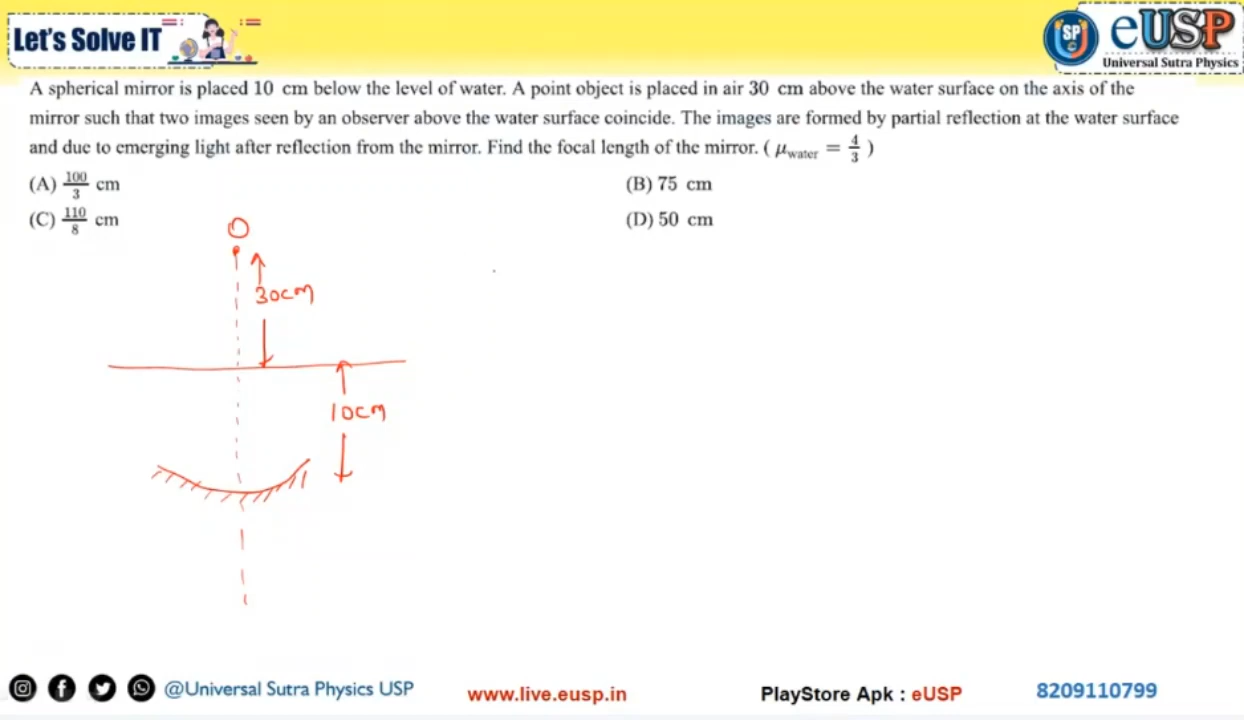 Let's Solve IT
SP
eUSP
Universal Sutra Physics
A spherical mirror is placed 10 cm below the level of water. A point object is placed in air 30 cm above the water surface on the axis of the
mirror such that two images seen by an observer above the water surface coincide. The images are formed by partial reflection at the water surface
and due to emerging light after reflection from the mirror. Find the focal length of the mirror. ( μwater = 4/3 )
(A) 100/3 cm
(B) 75 cm
(C) 110/8 cm
(D) 50 cm
O
30cm
10cm
@Universal Sutra Physics USP
www.live.eusp.in
PlayStore Apk : eUSP
8209110799